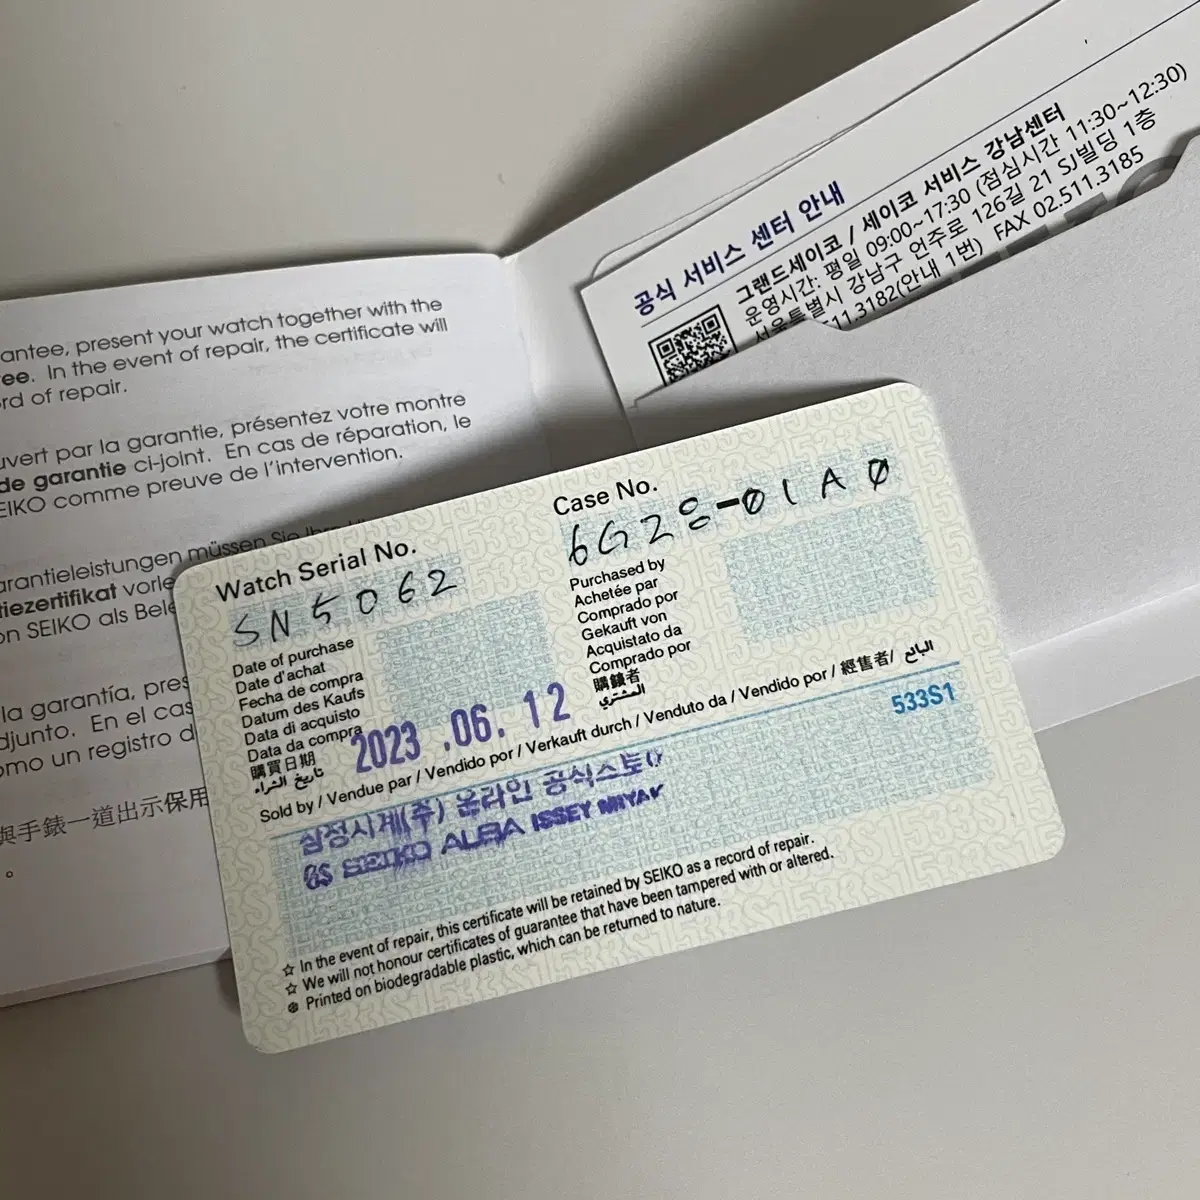 antee, present your watch together with the
ee. In the event of repair, the certificate will
rd of repair.
uvert par la garantie, présentez votre montre
de garantie ci-joint. En cas de réparation, le
EIKO comme preuve de l'intervention.
arantieleistungen müssen Sie
tiezertifikat vorle
on SEIKO als Bele
la garantía, pres
djunto. En el cas
omo un registro d
與手錶一道出示保用
。
공식 서비스 센터 안내
그랜드세이코 / 세이코 서비스 강남센터
운영시간: 평일 09:00~17:30 (점심시간 11:30~12:30)
서울특별시 강남구 언주로 126길 21 SJ빌딩 1층
511.3182(안내 1번) FAX 02.511.3185
Watch Serial No.
SN5062
Case No.
6G28-01A0
Date of purchase
Date d'achat
Fecha de compra
Datum des Kaufs
Data di acquisto
Data da compra
購買日期
تاريخ الشراء
2023.06.12
Purchased by
Achetée par
Comprado por
Gekauft von
Acquistato da
Comprado por
購錶者
المشتري
Sold by / Vendue par / Vendido por / Verkauft durch / Venduto da / Vendido por / 經售者/ البائع
533S1
삼정시계(주) 온라인 공식스토어
GS SEIKO ALBA ISSEY MIYAK
☆ In the event of repair, this certificate will be retained by SEIKO as a record of repair.
☆ We will not honour certificates of guarantee that have been tampered with or altered.
Printed on biodegradable plastic, which can be returned to nature.